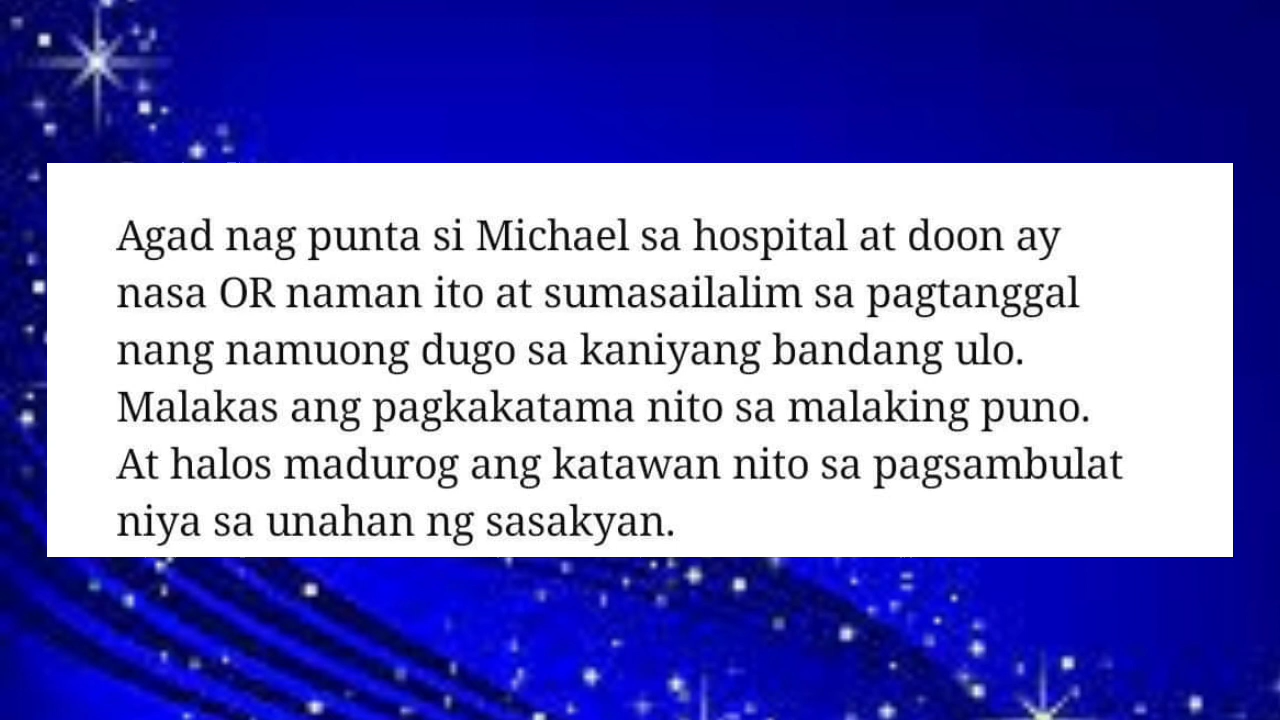 Agad nag punta si Michael sa hospital at doon ay
nasa OR naman ito at sumasailalim sa pagtanggal
nang namuong dugo sa kaniyang bandang ulo.
Malakas ang pagkakatama nito sa malaking puno.
At halos madurog ang katawan nito sa pagsambulat
niya sa unahan ng sasakyan.